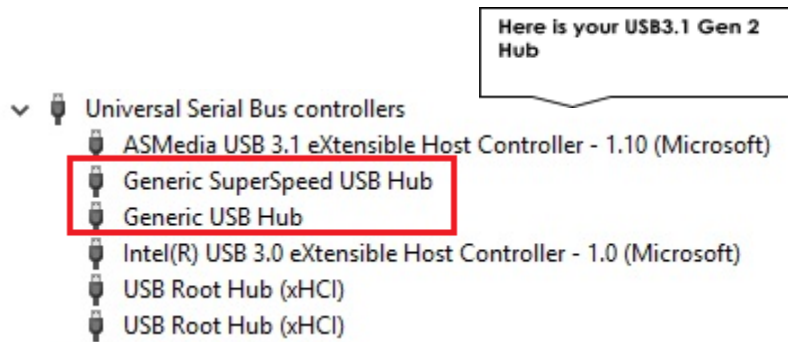 Here is your USB3.1 Gen 2
Hub
Universal Serial Bus controllers
ASMedia USB 3.1 eXtensible Host Controller - 1.10 (Microsoft)
Generic SuperSpeed USB Hub
Generic USB Hub
Intel(R) USB 3.0 eXtensible Host Controller - 1.0 (Microsoft)
USB Root Hub (xHCI)
USB Root Hub (xHCI)